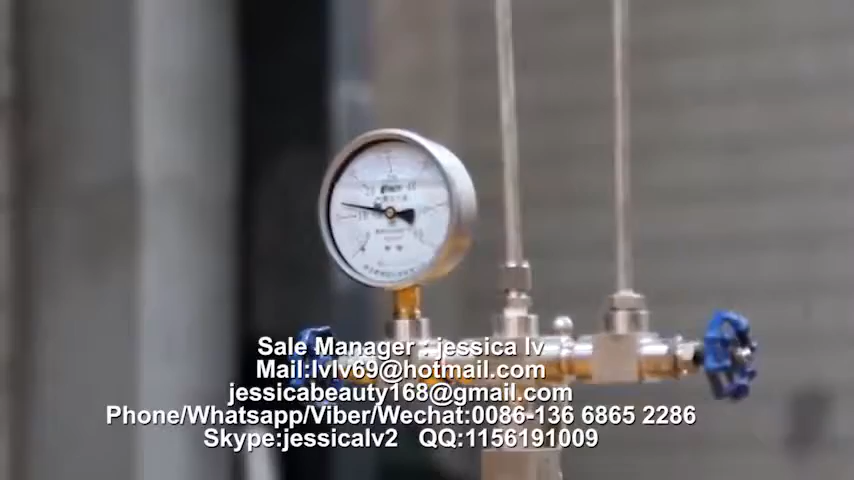 Sale Manager : jessica lv
Mail:lvlv69@hotmail.com
jessicabeauty168@gmail.com
Phone/Whatsapp/Viber/Wechat:0086-136 6865 2286
Skype:jessicalv2   QQ:1156191009